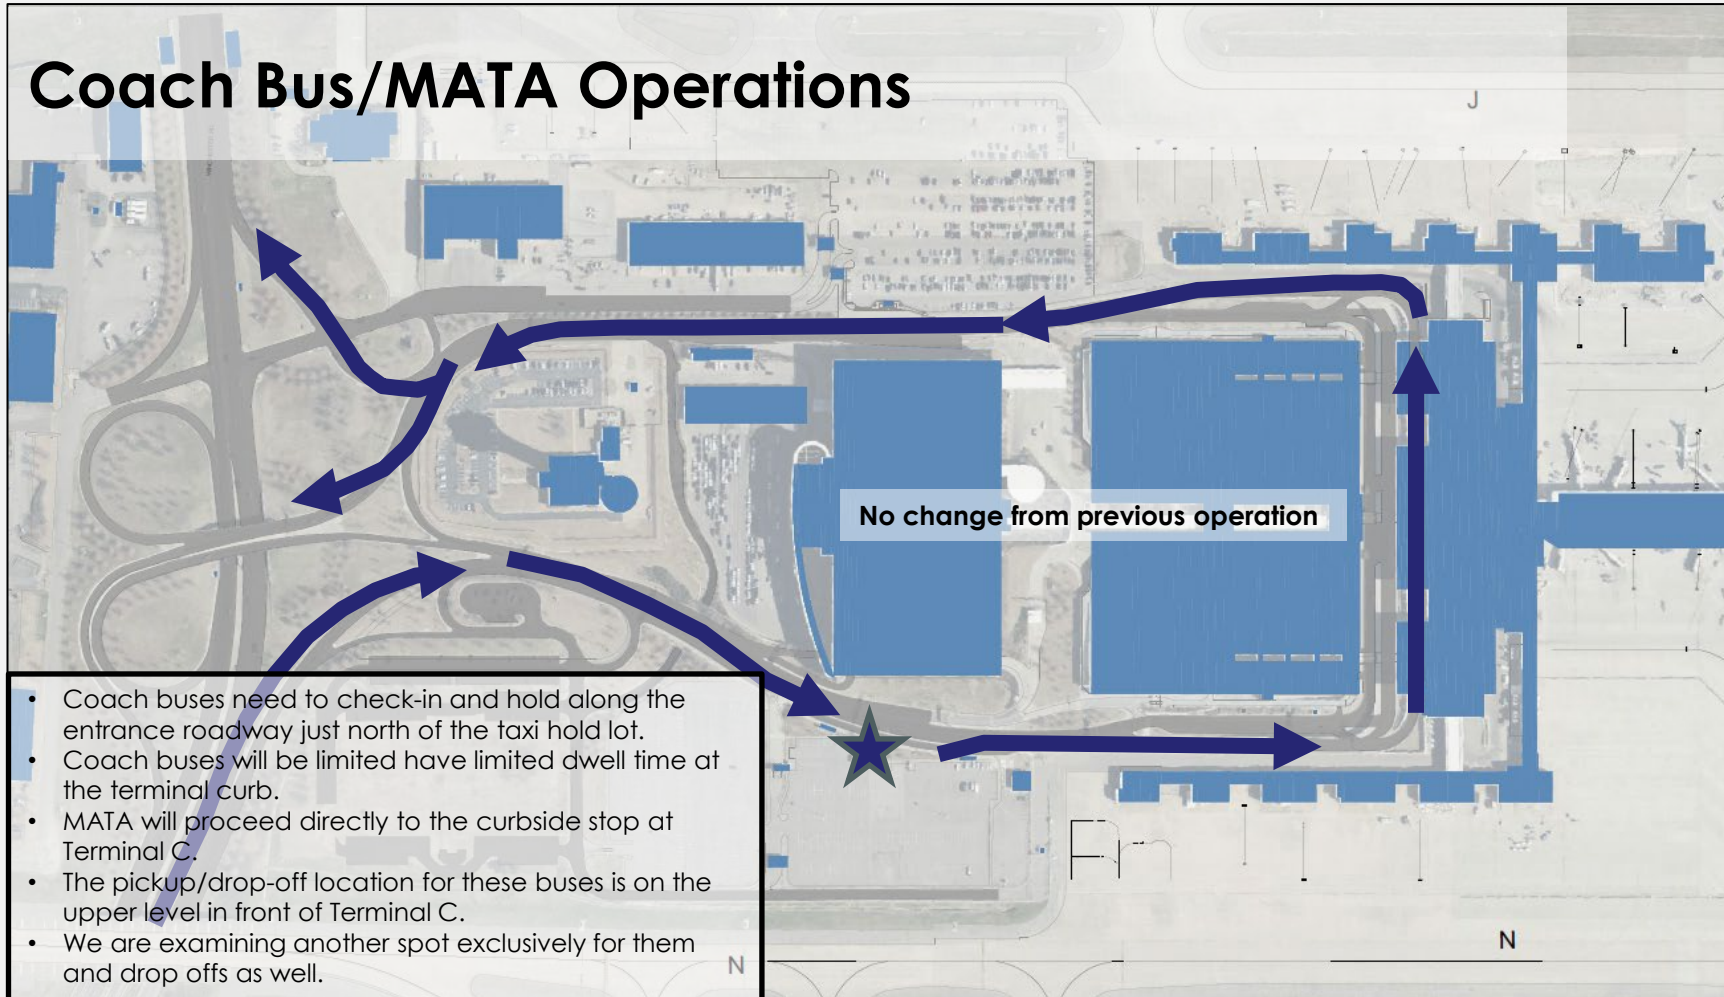 Coach Bus/MATA Operations
J
No change from previous operation
• Coach buses need to check-in and hold along the
entrance roadway just north of the taxi hold lot.
• Coach buses will be limited have limited dwell time at
the terminal curb.
• MATA will proceed directly to the curbside stop at
Terminal C.
• The pickup/drop-off location for these buses is on the
upper level in front of Terminal C.
• We are examining another spot exclusively for them
and drop offs as well.
N
N